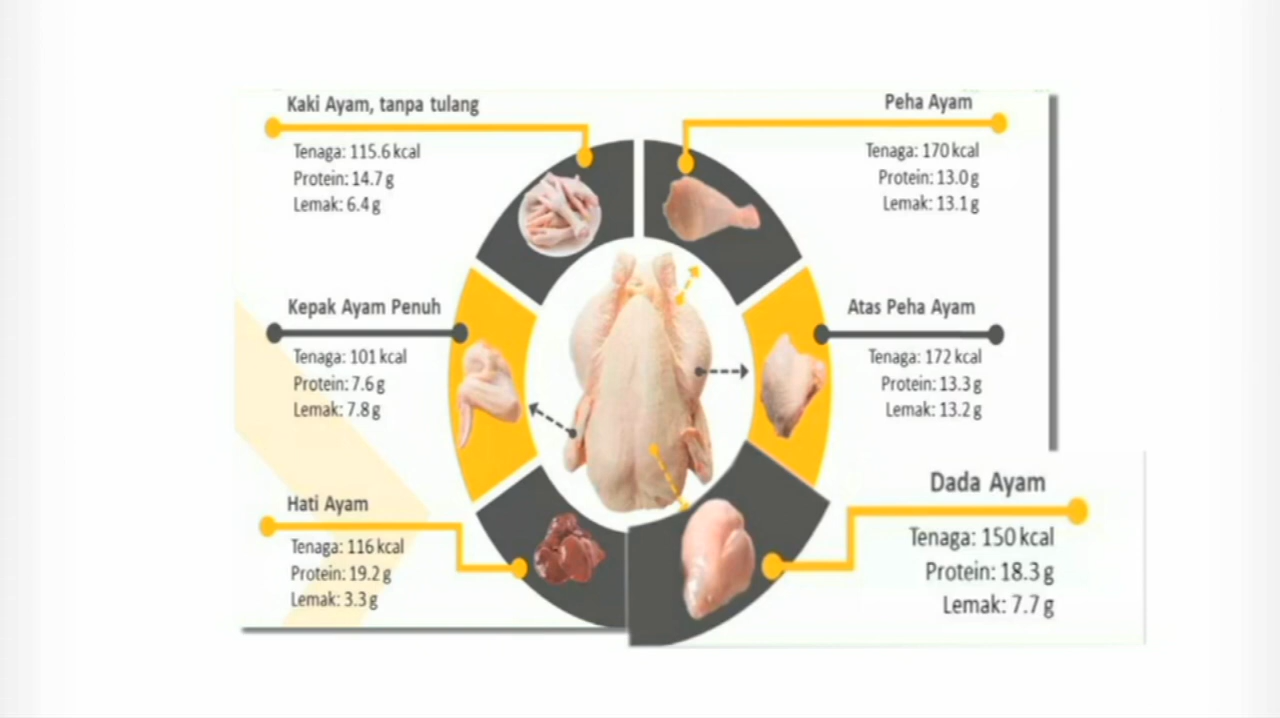 Kaki Ayam, tanpa tulang
Tenaga: 115.6 kcal
Protein: 14.7 g
Lemak: 6.4 g
Peha Ayam
Tenaga: 170 kcal
Protein: 13.0 g
Lemak: 13.1 g
Kepak Ayam Penuh
Tenaga: 101 kcal
Protein: 7.6 g
Lemak: 7.8 g
Atas Peha Ayam
Tenaga: 172 kcal
Protein: 13.3 g
Lemak: 13.2 g
Hati Ayam
Tenaga: 116 kcal
Protein: 19.2 g
Lemak: 3.3 g
Dada Ayam
Tenaga: 150 kcal
Protein: 18.3 g
Lemak: 7.7 g